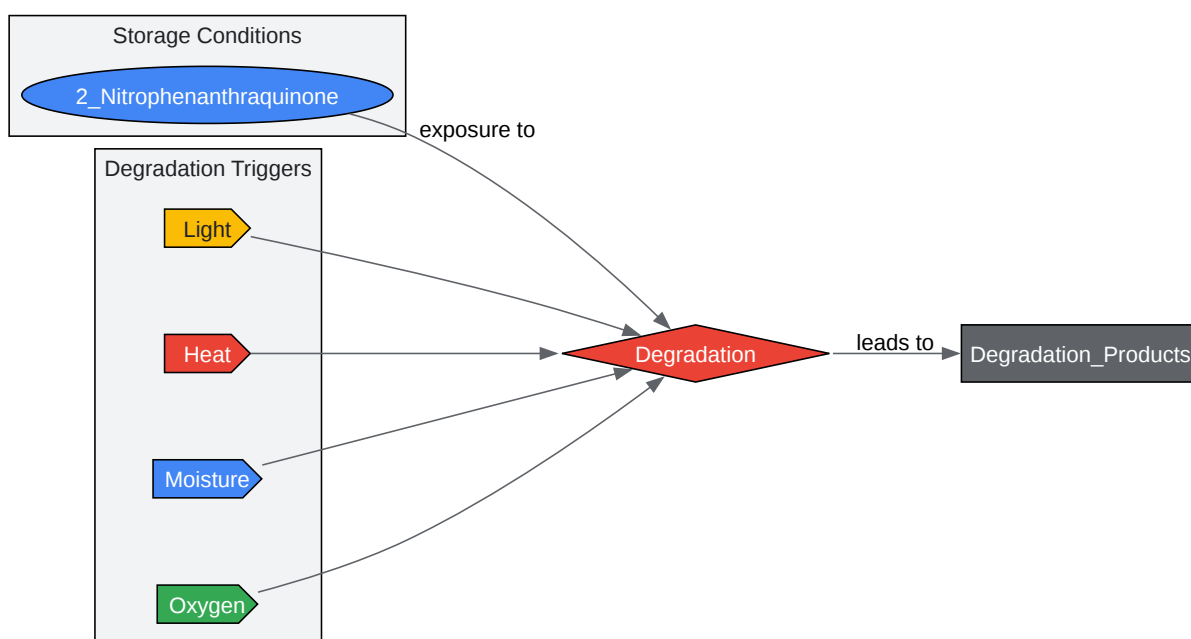 Storage Conditions
2_Nitrophenanthraquinone
exposure to
Degradation Triggers
Light
Heat
Moisture
Oxygen
Degradation
leads to
Degradation_Products